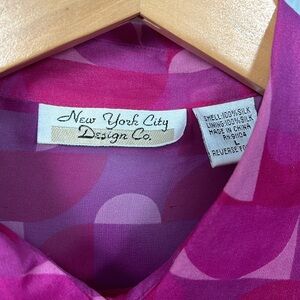 New York City
Design Co.
SHELL:100% SILK
LINING:100% SILK
MADE IN CHINA
L
REVERSE FOR